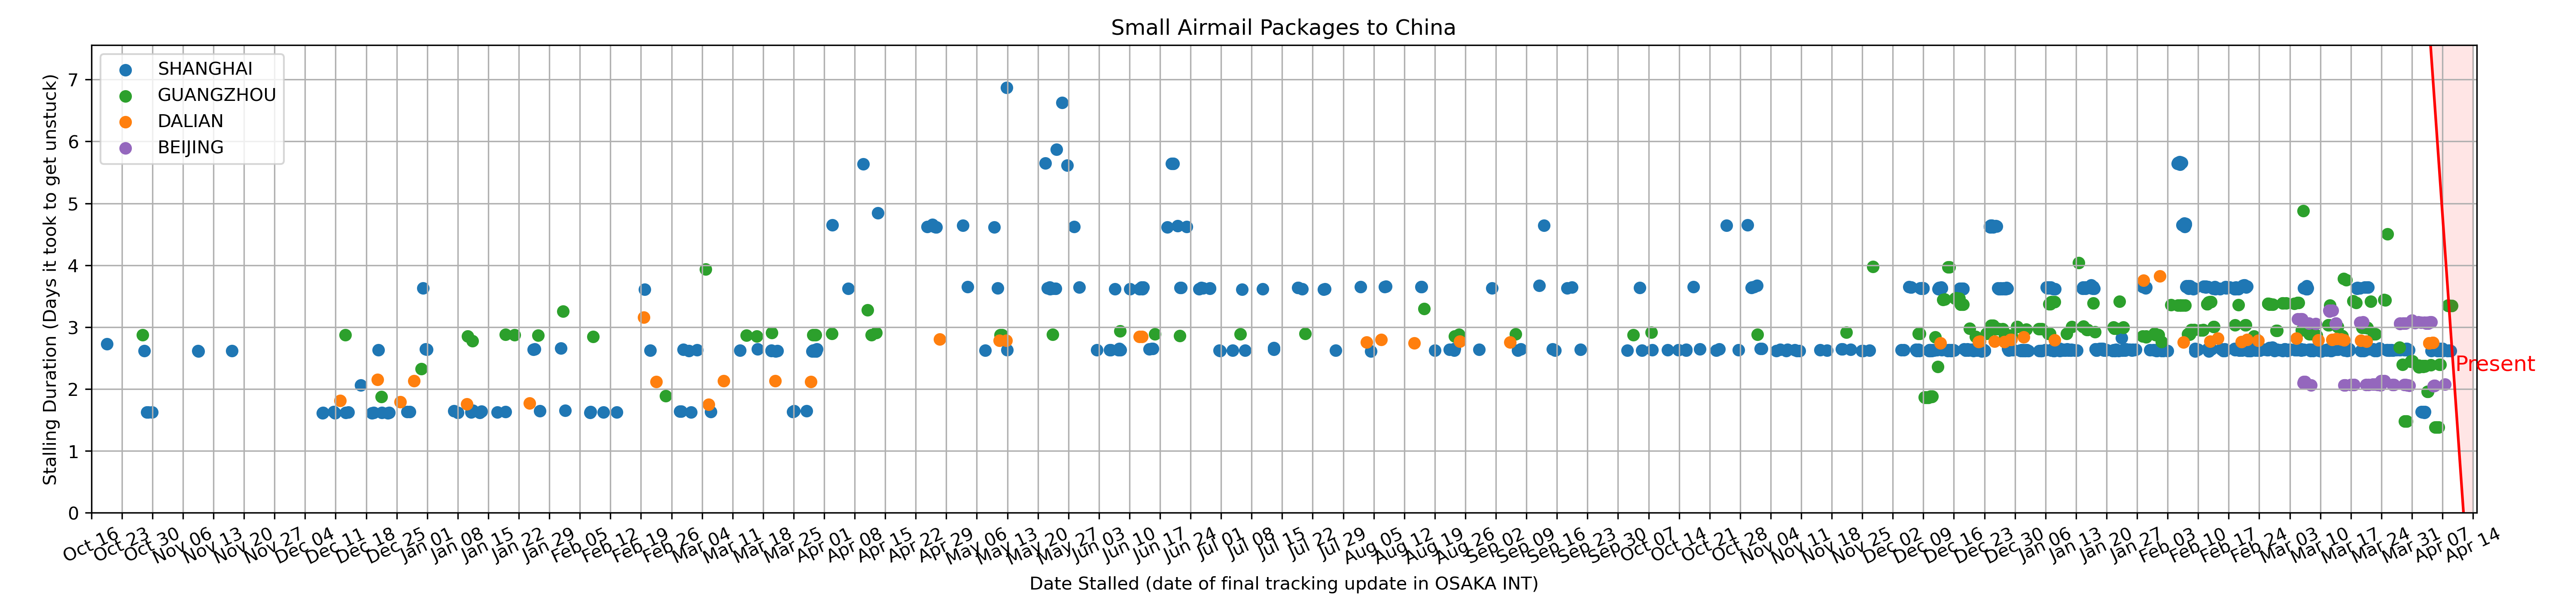 Small Airmail Packages to China
SHANGHAI
GUANGZHOU
DALIAN
BEIJING
Stalling Duration (Days it took to get unstuck)
7
6
5
4
3
2
1
0
Present
Oct 16 Oct 23 Oct 30 Nov 06 Nov 13 Nov 20 Nov 27 Dec 04 Dec 11 Dec 18 Dec 25 Jan 01 Jan 08 Jan 15 Jan 22 Jan 29 Feb 05 Feb 12 Feb 19 Feb 26 Mar 04 Mar 11 Mar 18 Mar 25 Apr 01 Apr 08 Apr 15 Apr 22 Apr 29 May 06 May 13 May 20 May 27 Jun 03 Jun 10 Jun 17 Jun 24 Jul 01 Jul 08 Jul 15 Jul 22 Jul 29 Aug 05 Aug 12 Aug 19 Aug 26 Sep 02 Sep 09 Sep 16 Sep 23 Sep 30 Oct 07 Oct 14 Oct 21 Oct 28 Nov 04 Nov 11 Nov 18 Nov 25 Dec 02 Dec 09 Dec 16 Dec 23 Dec 30 Jan 06 Jan 13 Jan 20 Jan 27 Feb 03 Feb 10 Feb 17 Feb 24 Mar 03 Mar 10 Mar 17 Mar 24 Mar 31 Apr 07 Apr 14
Date Stalled (date of final tracking update in OSAKA INT)